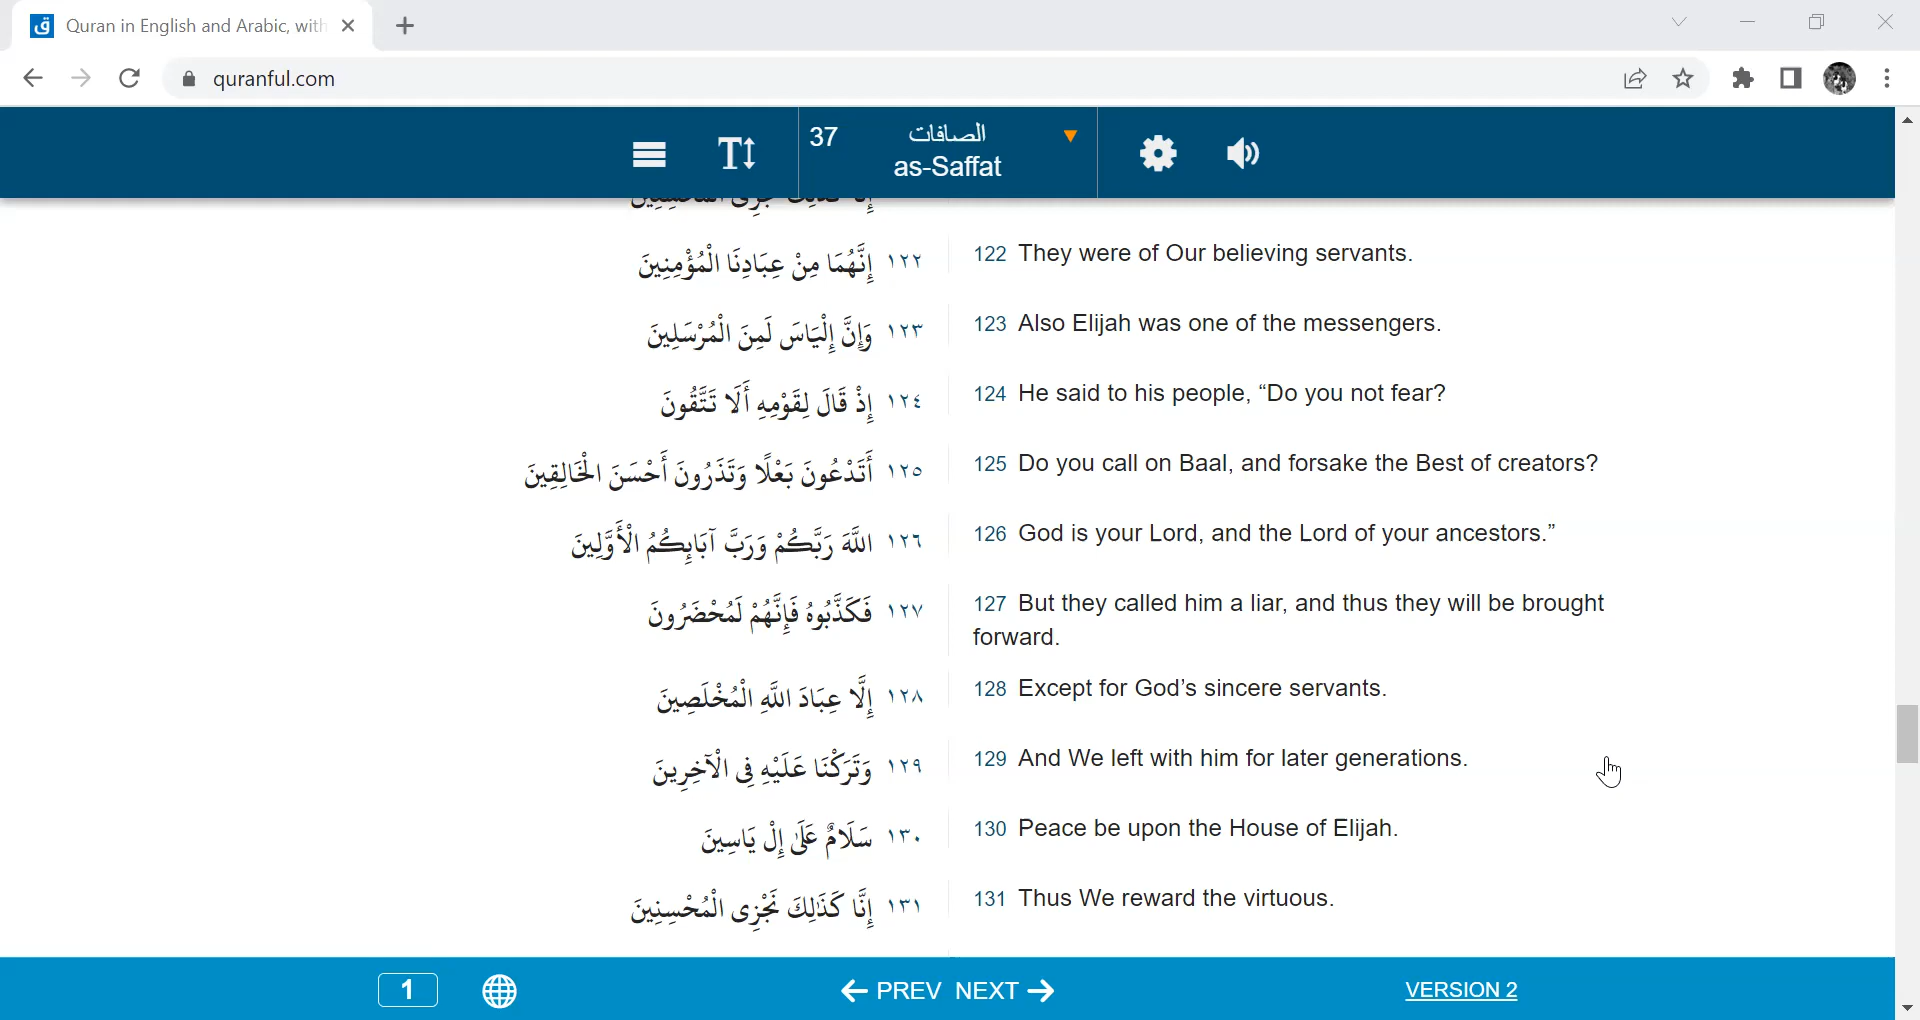 Quran in English and Arabic, with
quranful.com
37
الصافات
as-Saffat
١٢٢ إِنَّهُمَا مِنْ عِبَادِنَا الْمُؤْمِنِينَ
122 They were of Our believing servants.
١٢٣ وَإِنَّ إِلْيَاسَ لَمِنَ الْمُرْسَلِينَ
123 Also Elijah was one of the messengers.
١٢٤ إِذْ قَالَ لِقَوْمِهِ أَلَا تَتَّقُونَ
124 He said to his people, “Do you not fear?
١٢٥ أَتَدْعُونَ بَعْلًا وَتَذَرُونَ أَحْسَنَ الْخَالِقِينَ
125 Do you call on Baal, and forsake the Best of creators?
١٢٦ اللَّهَ رَبَّكُمْ وَرَبَّ آبَائِكُمُ الْأَوَّلِينَ
126 God is your Lord, and the Lord of your ancestors.”
١٢٧ فَكَذَّبُوهُ فَإِنَّهُمْ لَمُحْضَرُونَ
127 But they called him a liar, and thus they will be brought
forward.
١٢٨ إِلَّا عِبَادَ اللَّهِ الْمُخْلَصِينَ
128 Except for God’s sincere servants.
١٢٩ وَتَرَكْنَا عَلَيْهِ فِي الْآخِرِينَ
129 And We left with him for later generations.
١٣٠ سَلَامٌ عَلَىٰ إِلْ يَاسِينَ
130 Peace be upon the House of Elijah.
١٣١ إِنَّا كَذَٰلِكَ نَجْزِي الْمُحْسِنِينَ
131 Thus We reward the virtuous.
1
PREV NEXT
VERSION 2